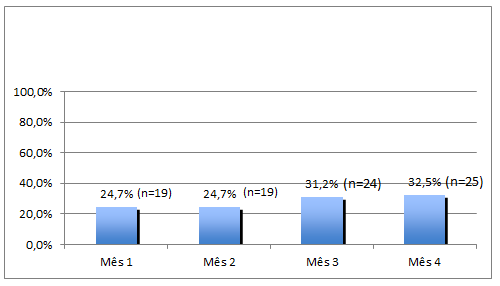 100,0%
80,0%
60,0%
40,0%
20,0%
0,0%
24,7% (n=19)
24,7% (n=19)
31,2% (n=24)
32,5% (n=25)
Mês 1
Mês 2
Mês 3
Mês 4